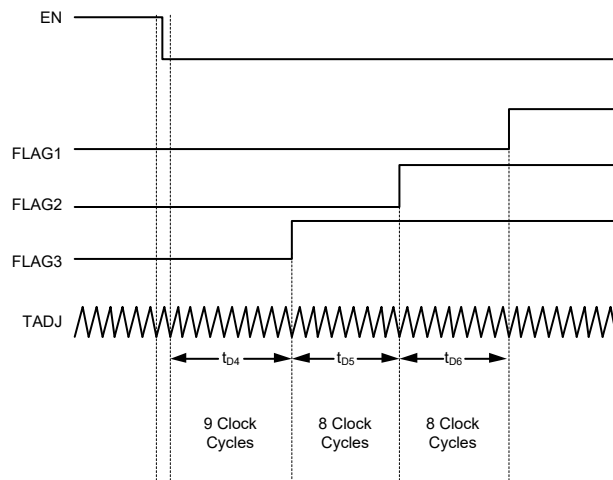 EN
FLAG1
FLAG2
FLAG3
TADJ
tD4 tD5 tD6
9 Clock 8 Clock 8 Clock
Cycles Cycles Cycles